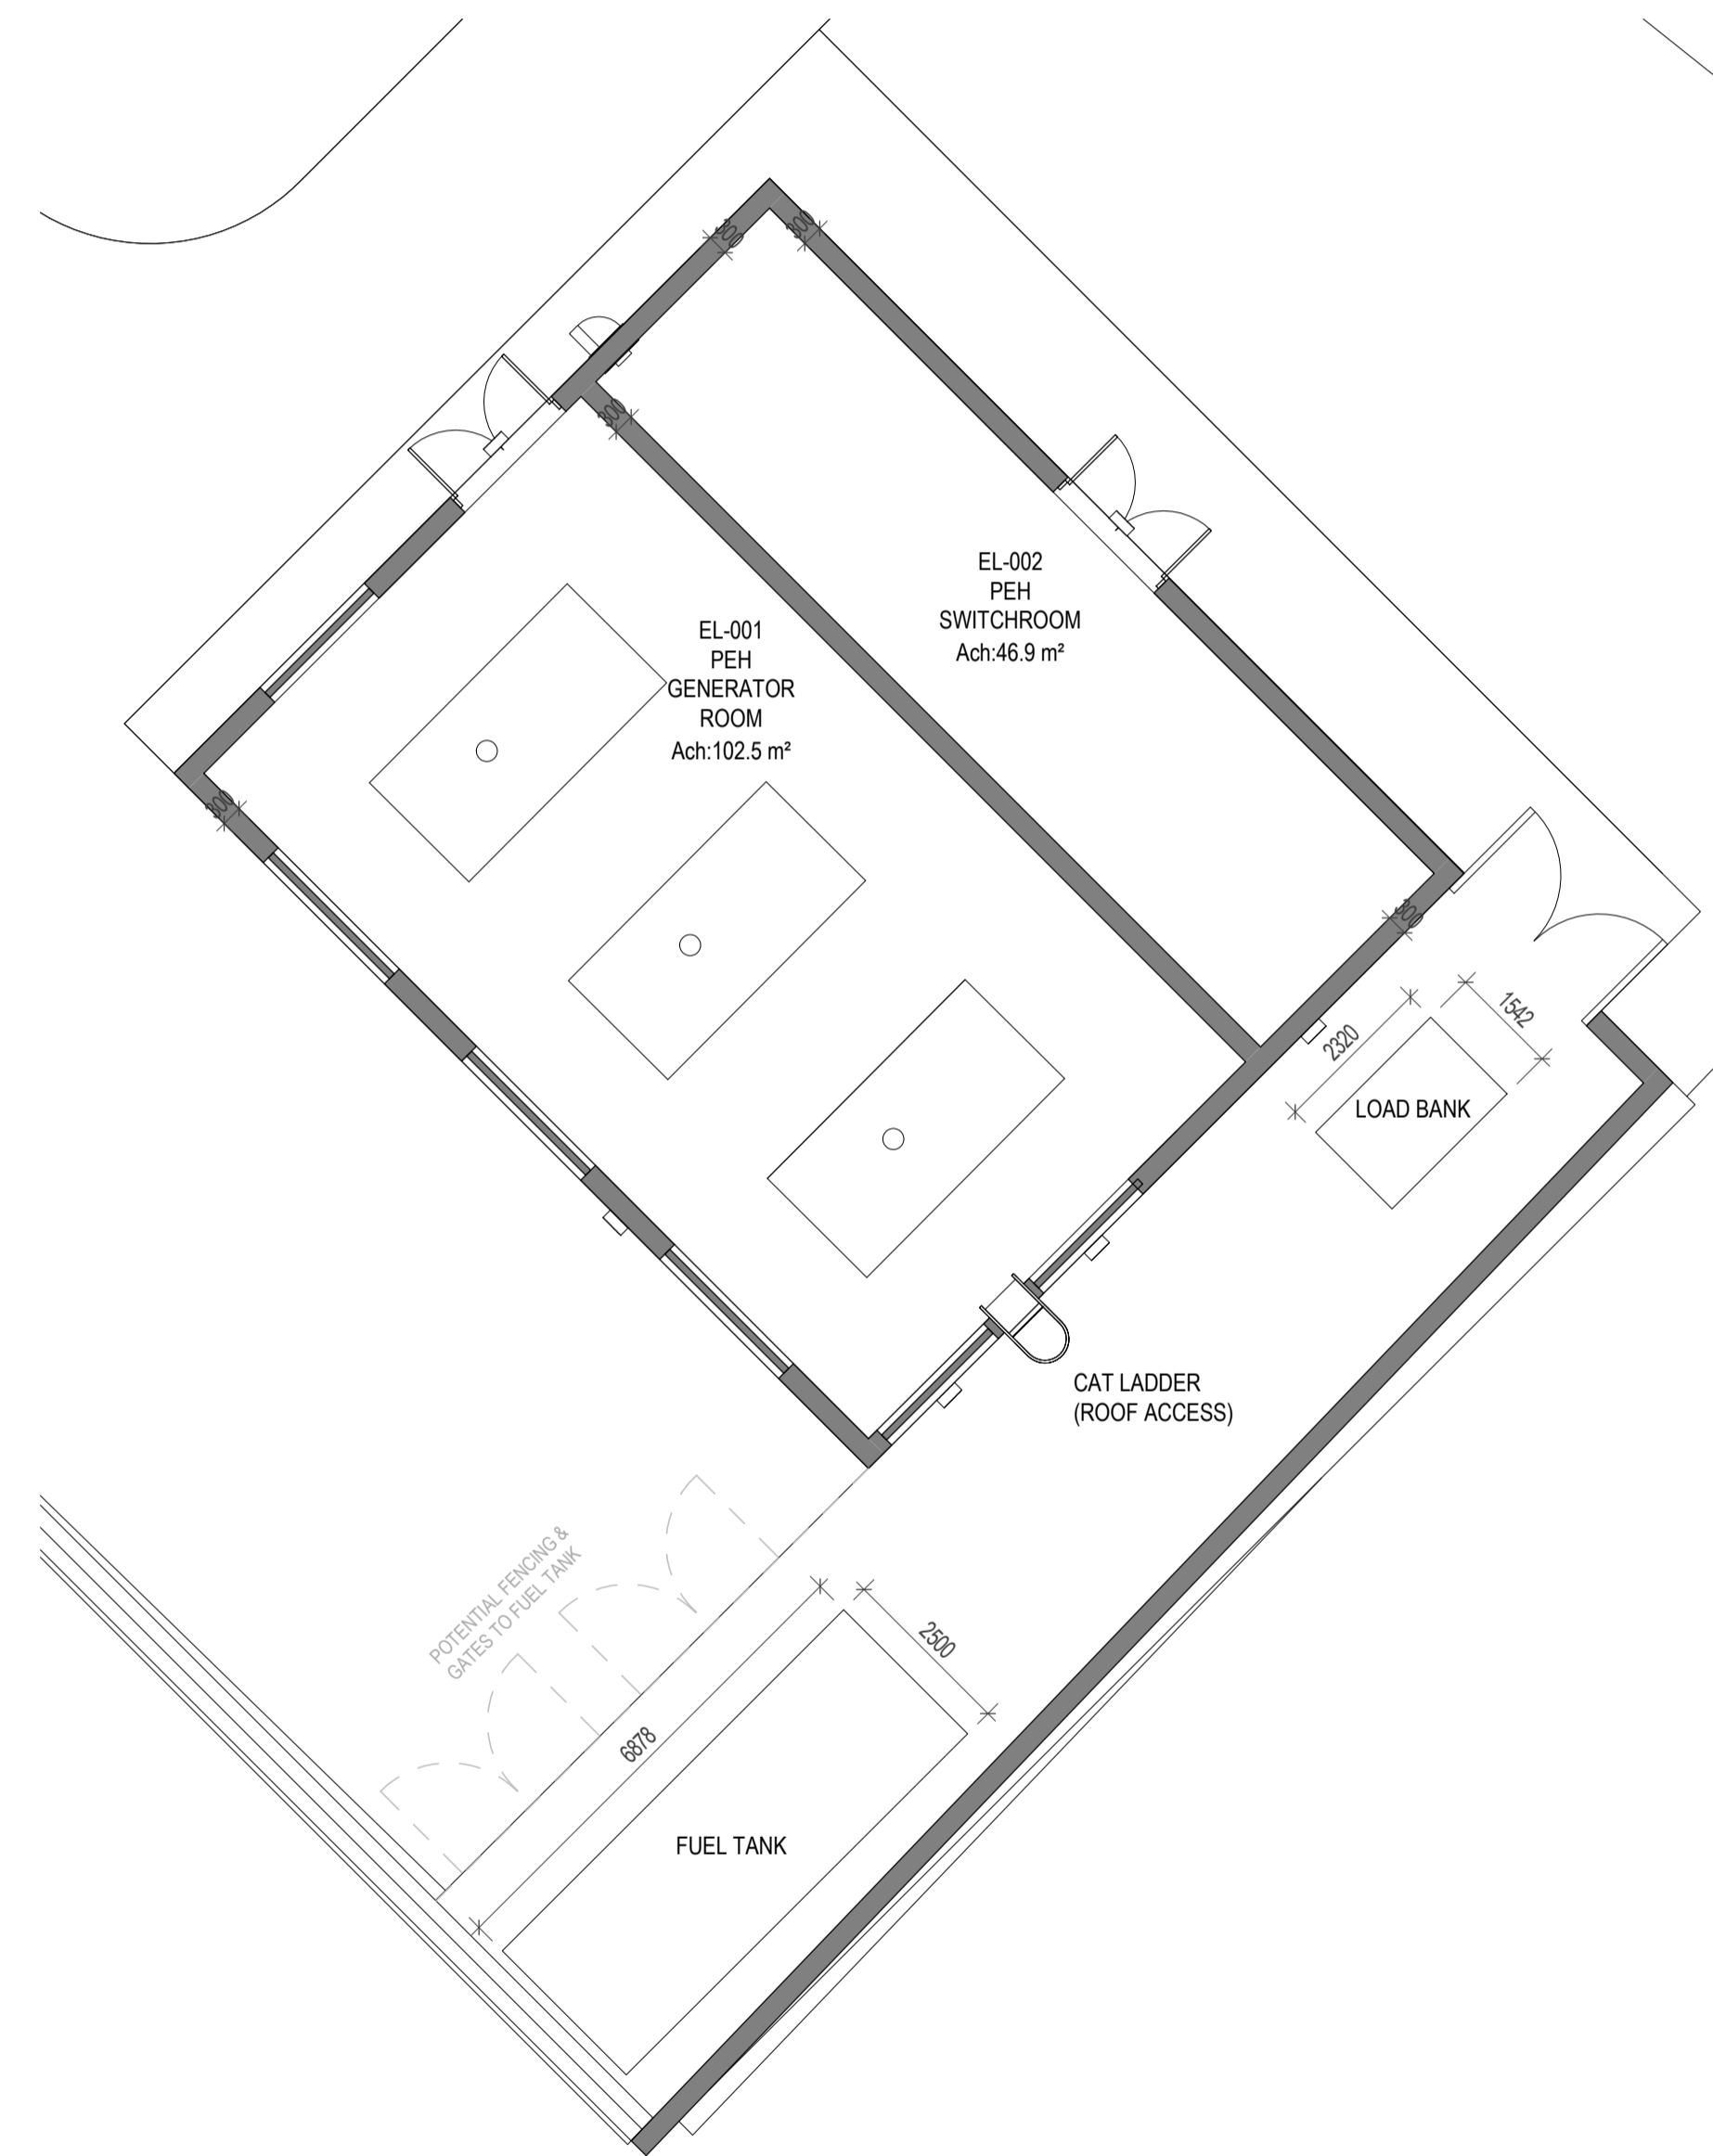 300
300
300
EL-002
PEH
SWITCHROOM
Ach:46.9 m²
EL-001
PEH
GENERATOR
ROOM
Ach:102.5 m²
300
300
1542
2320
LOAD BANK
CAT LADDER
(ROOF ACCESS)
POTENTIAL FENCING &
GATES TO FUEL TANK
2500
6878
FUEL TANK